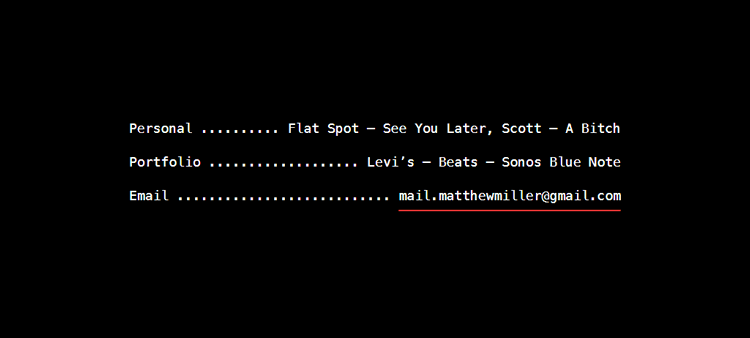 Personal .......... Flat Spot — See You Later, Scott — A Bitch
Portfolio ................... Levi’s — Beats — Sonos Blue Note
Email ........................... mail.matthewmiller@gmail.com